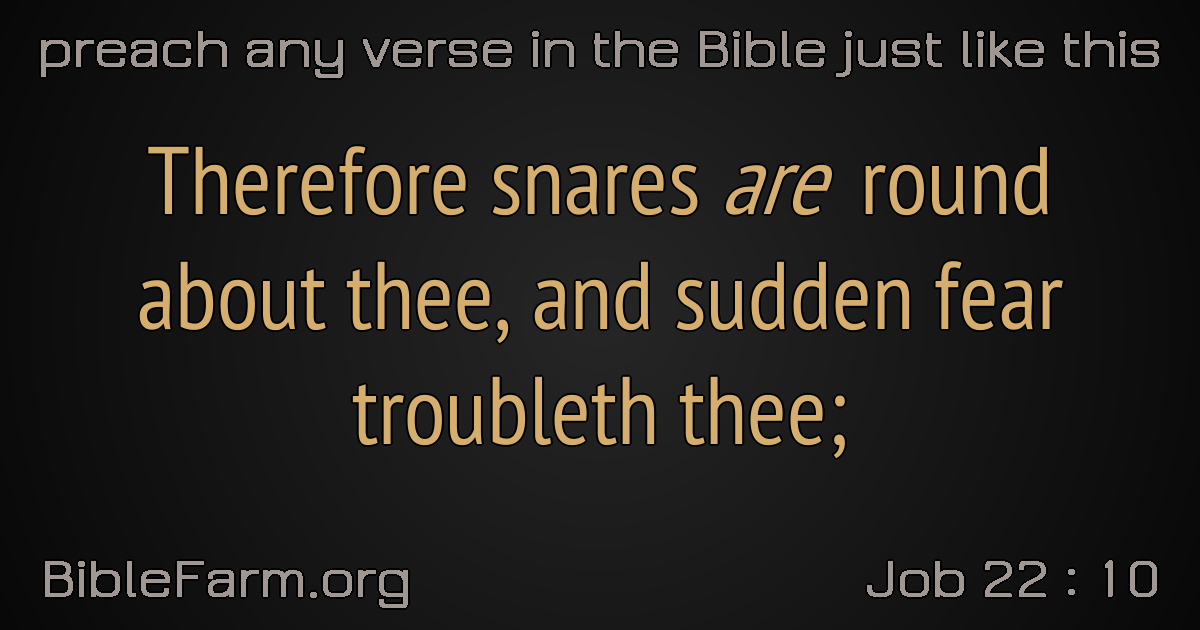 preach any verse in the Bible just like this
Therefore snares are round
about thee, and sudden fear
troubleth thee;
BibleFarm.org
Job 22 : 10